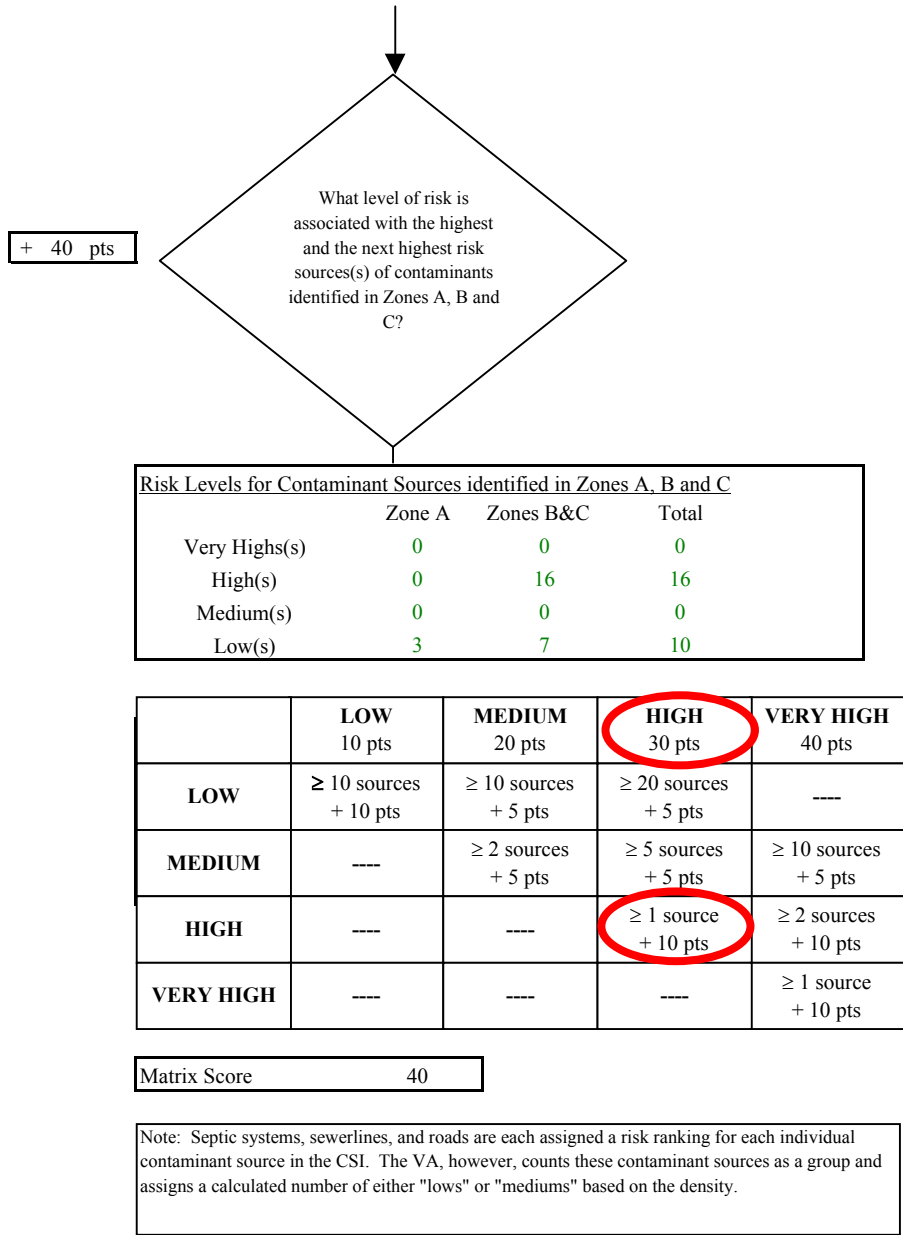 What level of risk is
associated with the highest
and the next highest risk
sources(s) of contaminants
identified in Zones A, B and
C?
+ 40 pts
Risk Levels for Contaminant Sources identified in Zones A, B and C
Zone A Zones B&C Total
Very Highs(s) 0 0 0
High(s) 0 16 16
Medium(s) 0 0 0
Low(s) 3 7 10
LOW MEDIUM HIGH VERY HIGH
10 pts 20 pts 30 pts 40 pts
LOW ≥ 10 sources ≥ 10 sources ≥ 20 sources ----
+ 10 pts + 5 pts + 5 pts
MEDIUM ---- ≥ 2 sources ≥ 5 sources ≥ 10 sources
+ 5 pts + 5 pts + 5 pts
HIGH ---- ---- ≥ 1 source ≥ 2 sources
+ 10 pts + 10 pts
VERY HIGH ---- ---- ---- ≥ 1 source
+ 10 pts
Matrix Score 40
Note: Septic systems, sewerlines, and roads are each assigned a risk ranking for each individual
contaminant source in the CSI. The VA, however, counts these contaminant sources as a group and
assigns a calculated number of either "lows" or "mediums" based on the density.